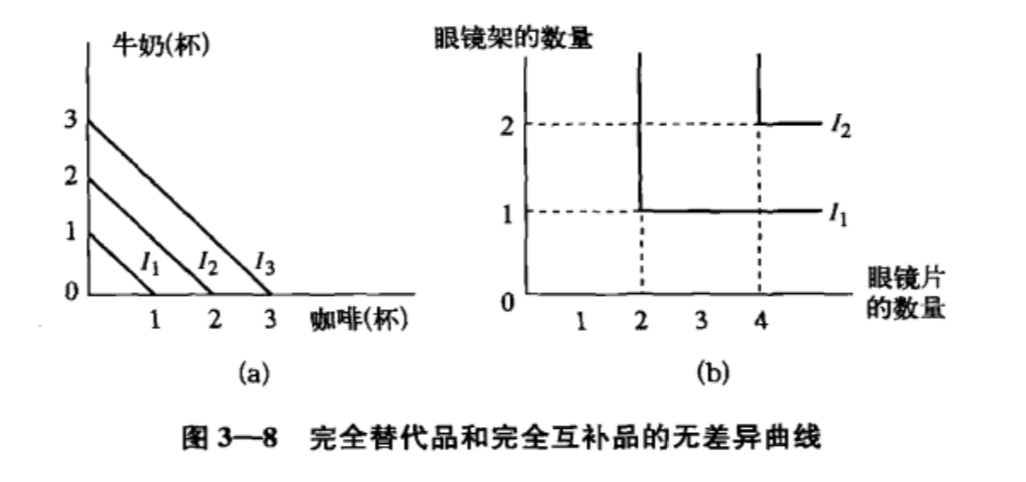 牛奶(杯)
3
2
1
0
I₁
I₂
I₃
1
2
3
咖啡(杯)
(a)
眼镜架的数量
2
1
0
I₂
I₁
1
2
3
4
眼镜片
的数量
(b)
图 3—8 完全替代品和完全互补品的无差异曲线